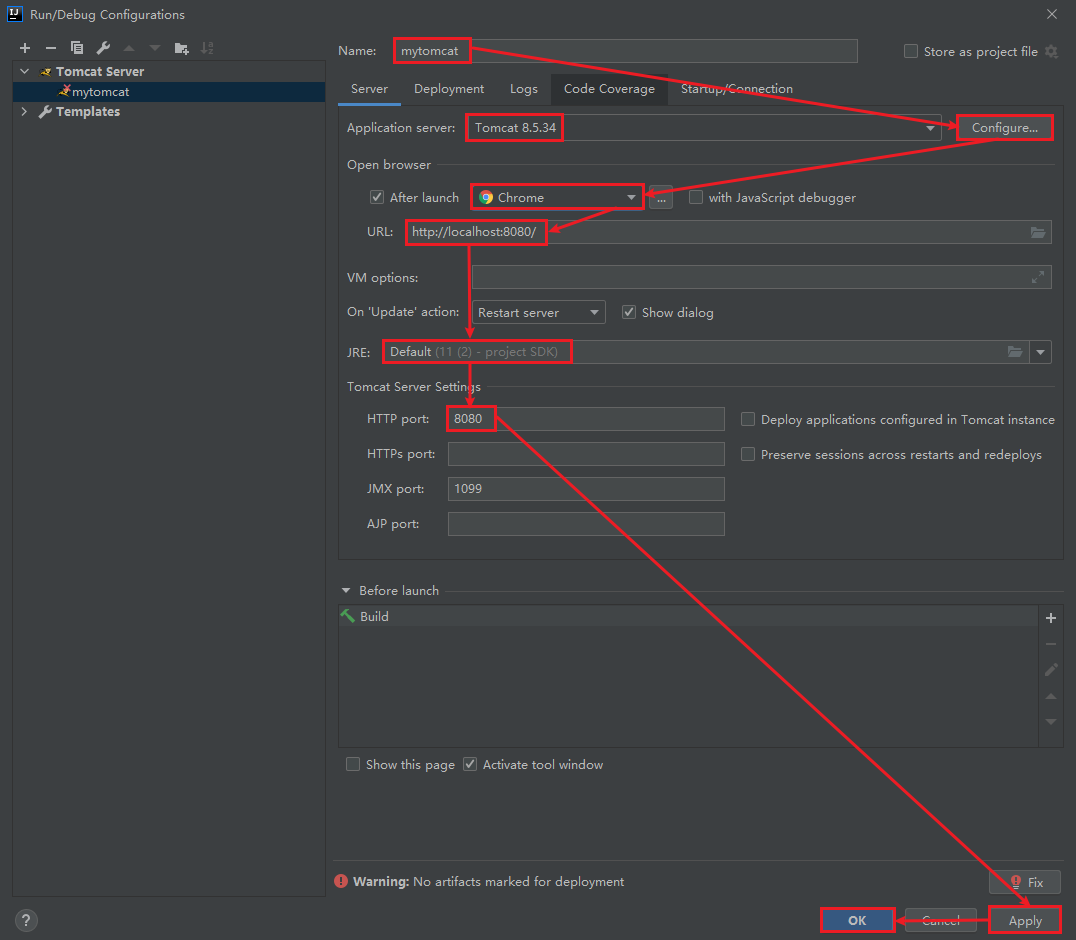 Run/Debug Configurations
Tomcat Server
mytomcat
Templates
Name: mytomcat
Store as project file
Server Deployment Logs Code Coverage Startup/Connection
Application server: Tomcat 8.5.34 Configure...
Open browser
After launch Chrome ... with JavaScript debugger
URL: http://localhost:8080/
VM options:
On 'Update' action: Restart server Show dialog
JRE: Default (11 (2) - project SDK)
Tomcat Server Settings
HTTP port: 8080 Deploy applications configured in Tomcat instance
HTTPs port: Preserve sessions across restarts and redeploys
JMX port: 1099
AJP port:
Before launch
Build
Show this page Activate tool window
Warning: No artifacts marked for deployment
Fix
? OK Cancel Apply